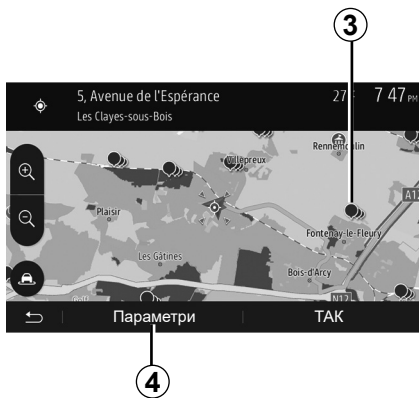 3
5, Avenue de l'Espérance
27° 7 47 PM
Les Clayes-sous-Bois
Rennemoulin
Villepreux
A12
Plaisir
Fontenay-le-Fleury
Les Gâtines
Bois-d'Arcy
N12
Параметри
ТАК
4